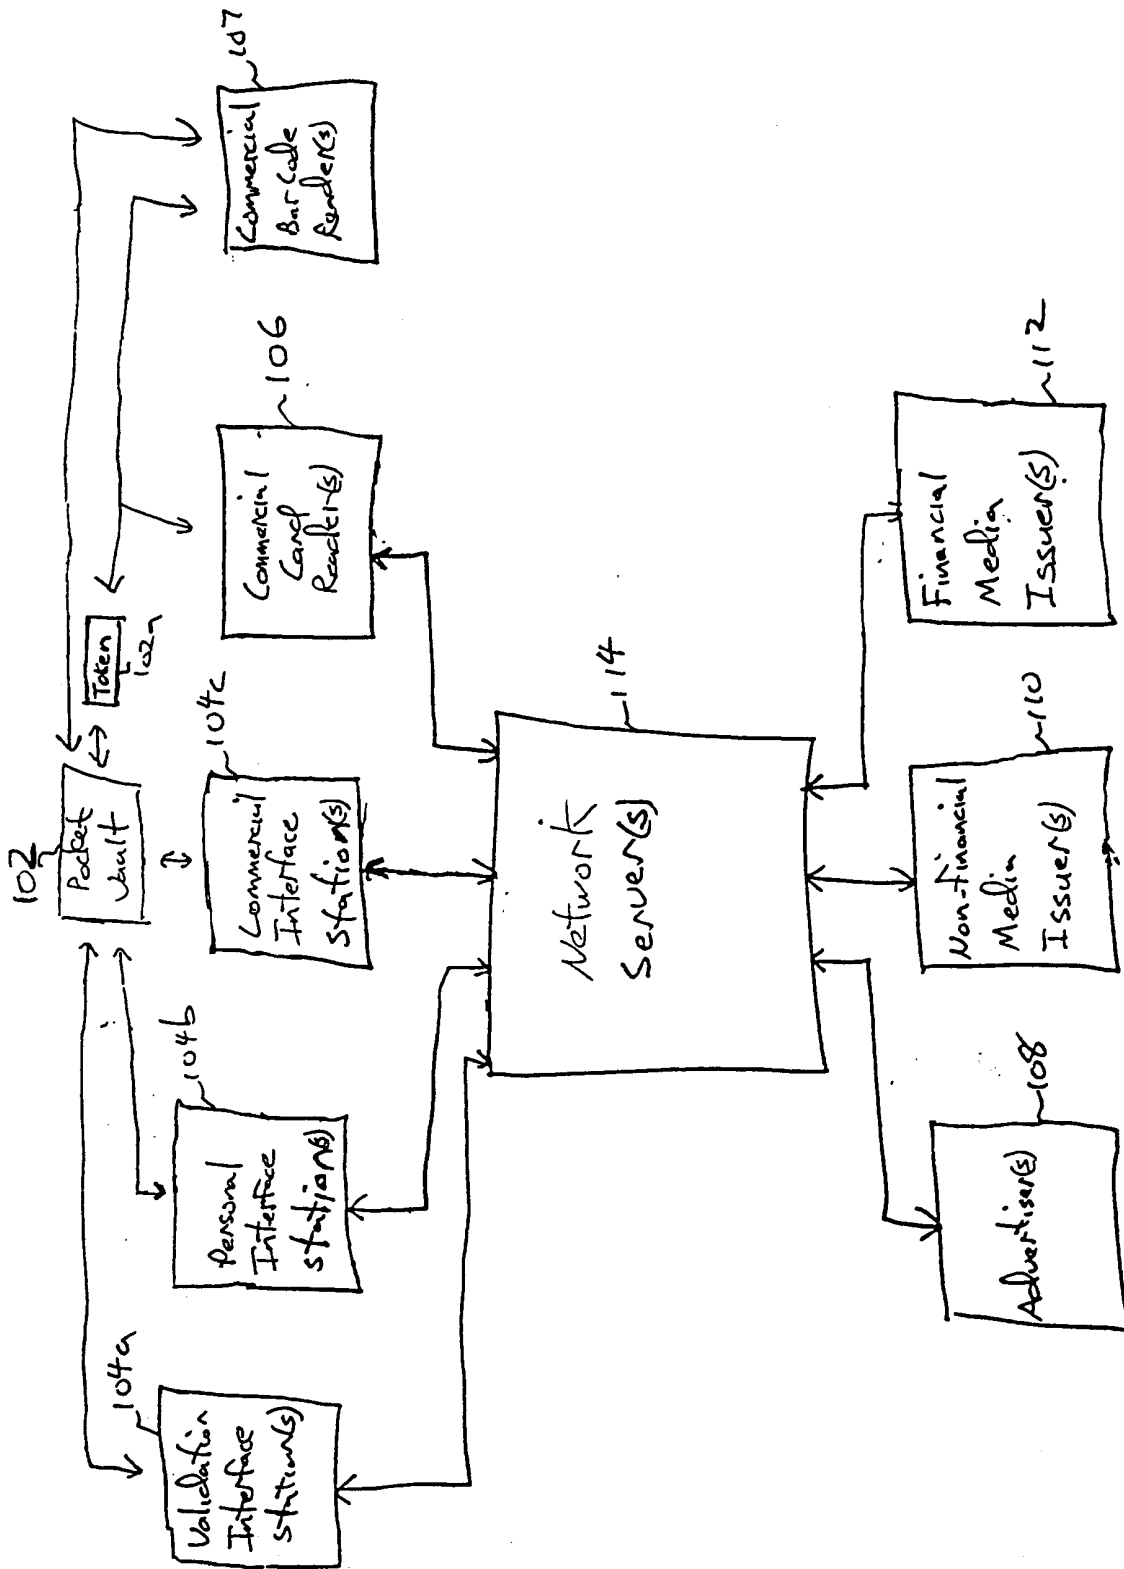 102
Pocket
Vault
Token
102a
104a
Validation
Interface
Station(s)
104b
Personal
Interface
Station(s)
104c
Commercial
Interface
Station(s)
106
Commercial
Card
Reader(s)
107
Commercial
Bar-Code
Reader(s)
Network
Server(s)
114
Advertiser(s)
108
Non-Financial
Media
Issuer(s)
110
Financial
Media
Issuer(s)
112